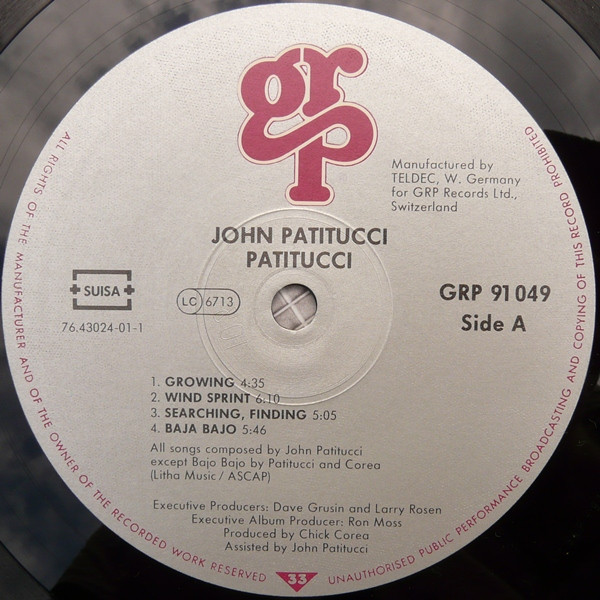 grp
Manufactured by
TELDEC, W. Germany
for GRP Records Ltd.,
Switzerland
JOHN PATITUCCI
PATITUCCI
SUISA
76.43024-01-1
LC 6713
GRP 91 049
Side A
1. GROWING 4:35
2. WIND SPRINT 6:10
3. SEARCHING, FINDING 5:05
4. BAJA BAJO 5:46
All songs composed by John Patitucci
except Bajo Bajo by Patitucci and Corea
(Litha Music / ASCAP)
Executive Producers: Dave Grusin and Larry Rosen
Executive Album Producer: Ron Moss
Produced by Chick Corea
Assisted by John Patitucci
ALL RIGHTS OF THE MANUFACTURER AND OF THE OWNER OF THE RECORDED WORK RESERVED
33
UNAUTHORISED PUBLIC PERFORMANCE BROADCASTING AND COPYING OF THIS RECORD PROHIBITED